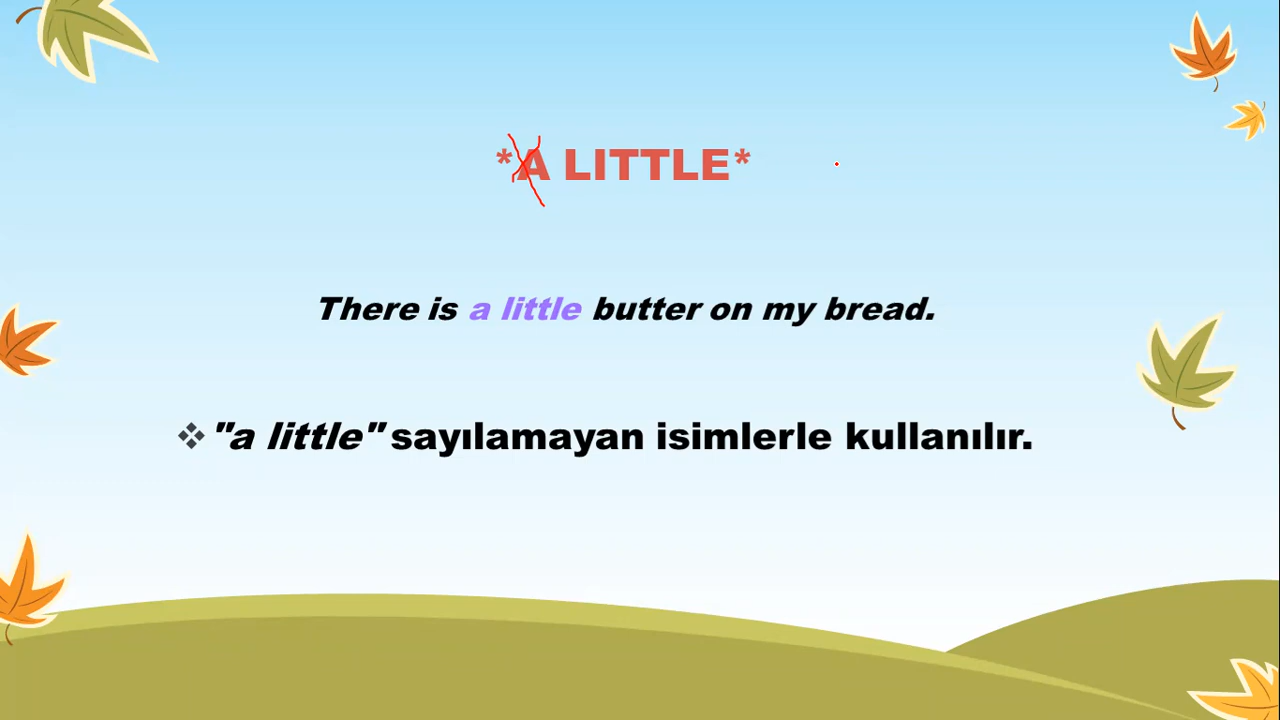 *A LITTLE*
There is a little butter on my bread.
"a little" sayılamayan isimlerle kullanılır.